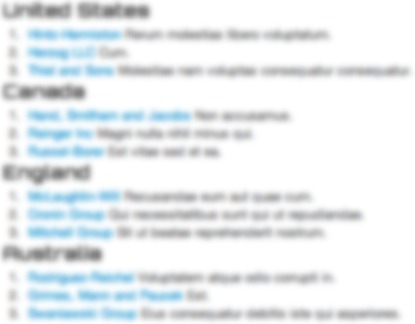 United States
1. Hintz-Hermiston Rerum molestiae libero voluptatum.
2. Herzog LLC Cum.
3. Thiel and Sons Molestiae nam voluptas consequatur consequatur.
Canada
1. Hand, Smitham and Jacobs Non accusamus.
2. Reinger Inc Magni nulla nihil minus qui.
3. Est vitae sed et ea.
England
1. McLaughlin-Will Recusandae eum aut quae cum.
2. Cronin Group Qui necessitatibus sunt qui ut repudiandae.
3. Mitchell Group Sit ut beatae reprehenderit nostrum.
Australia
1. Rodriguez-Reichel Voluptatem atque odio corrupti in.
2. Grimes, Mann and Est.
3. Swaniawski Group Eius consequatur debitis iste qui asperiores.